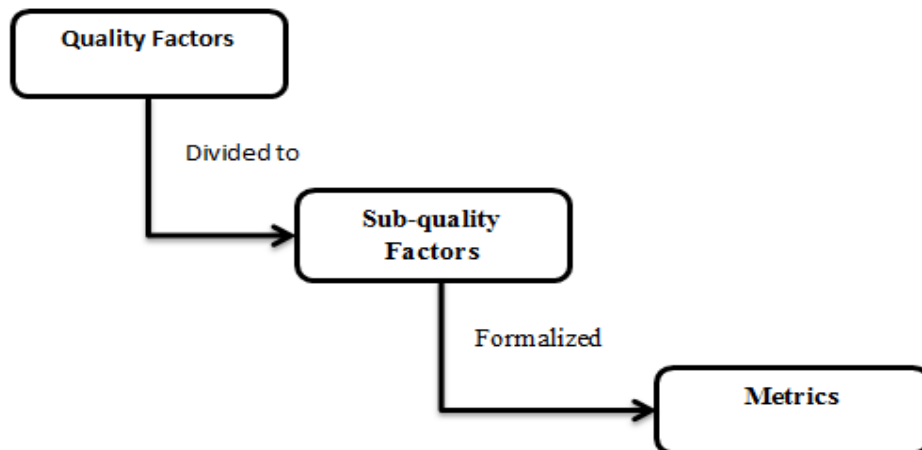 Quality Factors
Divided to
Sub-quality
Factors
Formalized
Metrics